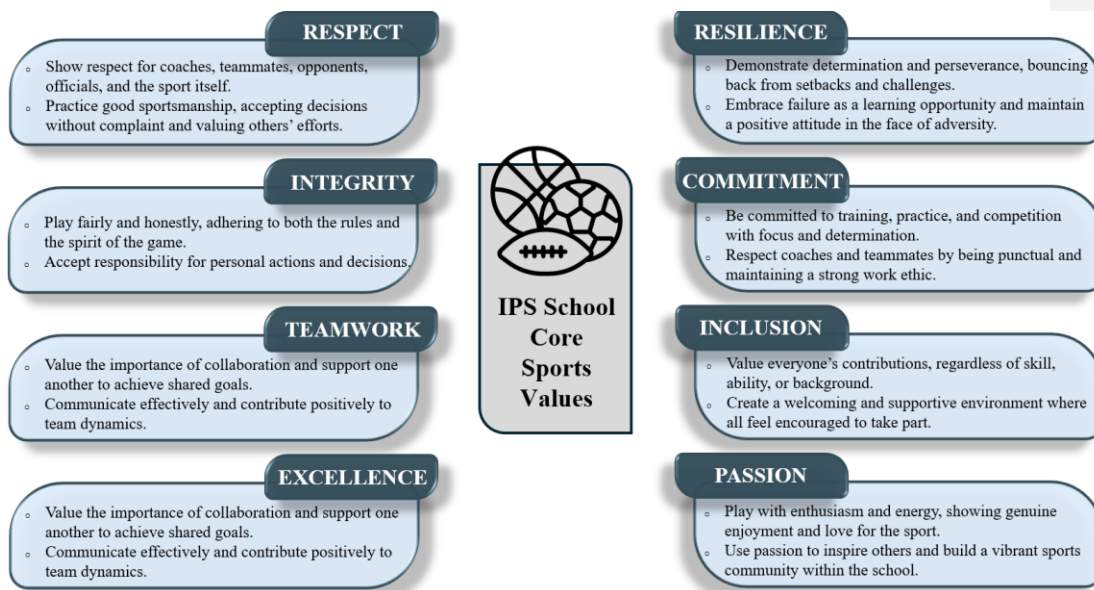 RESPECT
○ Show respect for coaches, teammates, opponents,
officials, and the sport itself.
○ Practice good sportsmanship, accepting decisions
without complaint and valuing others’ efforts.
INTEGRITY
○ Play fairly and honestly, adhering to both the rules and
the spirit of the game.
○ Accept responsibility for personal actions and decisions.
TEAMWORK
○ Value the importance of collaboration and support one
another to achieve shared goals.
○ Communicate effectively and contribute positively to
team dynamics.
EXCELLENCE
○ Value the importance of collaboration and support one
another to achieve shared goals.
○ Communicate effectively and contribute positively to
team dynamics.
IPS School
Core
Sports
Values
RESILIENCE
○ Demonstrate determination and perseverance, bouncing
back from setbacks and challenges.
○ Embrace failure as a learning opportunity and maintain
a positive attitude in the face of adversity.
COMMITMENT
○ Be committed to training, practice, and competition
with focus and determination.
○ Respect coaches and teammates by being punctual and
maintaining a strong work ethic.
INCLUSION
○ Value everyone’s contributions, regardless of skill,
ability, or background.
○ Create a welcoming and supportive environment where
all feel encouraged to take part.
PASSION
○ Play with enthusiasm and energy, showing genuine
enjoyment and love for the sport.
○ Use passion to inspire others and build a vibrant sports
community within the school.